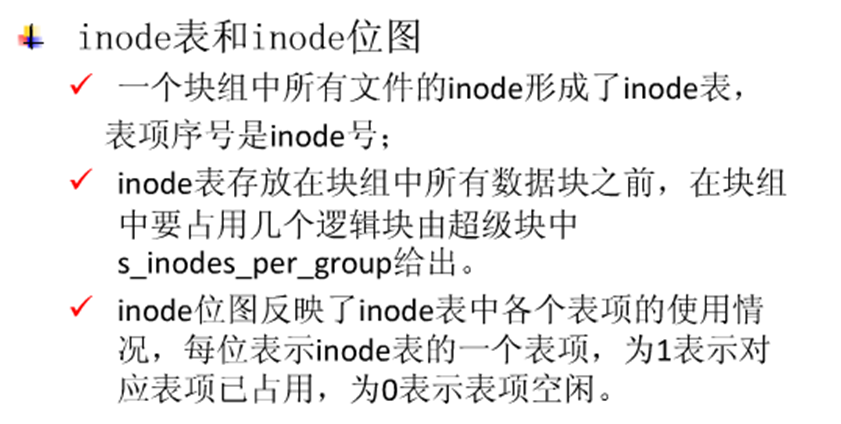 inode表和inode位图
✓ 一个块组中所有文件的inode形成了inode表，
表项序号是inode号；
✓ inode表存放在块组中所有数据块之前，在块组
中要占用几个逻辑块由超级块中
s_inodes_per_group给出。
✓ inode位图反映了inode表中各个表项的使用情
况，每位表示inode表的一个表项，为1表示对
应表项已占用，为0表示表项空闲。